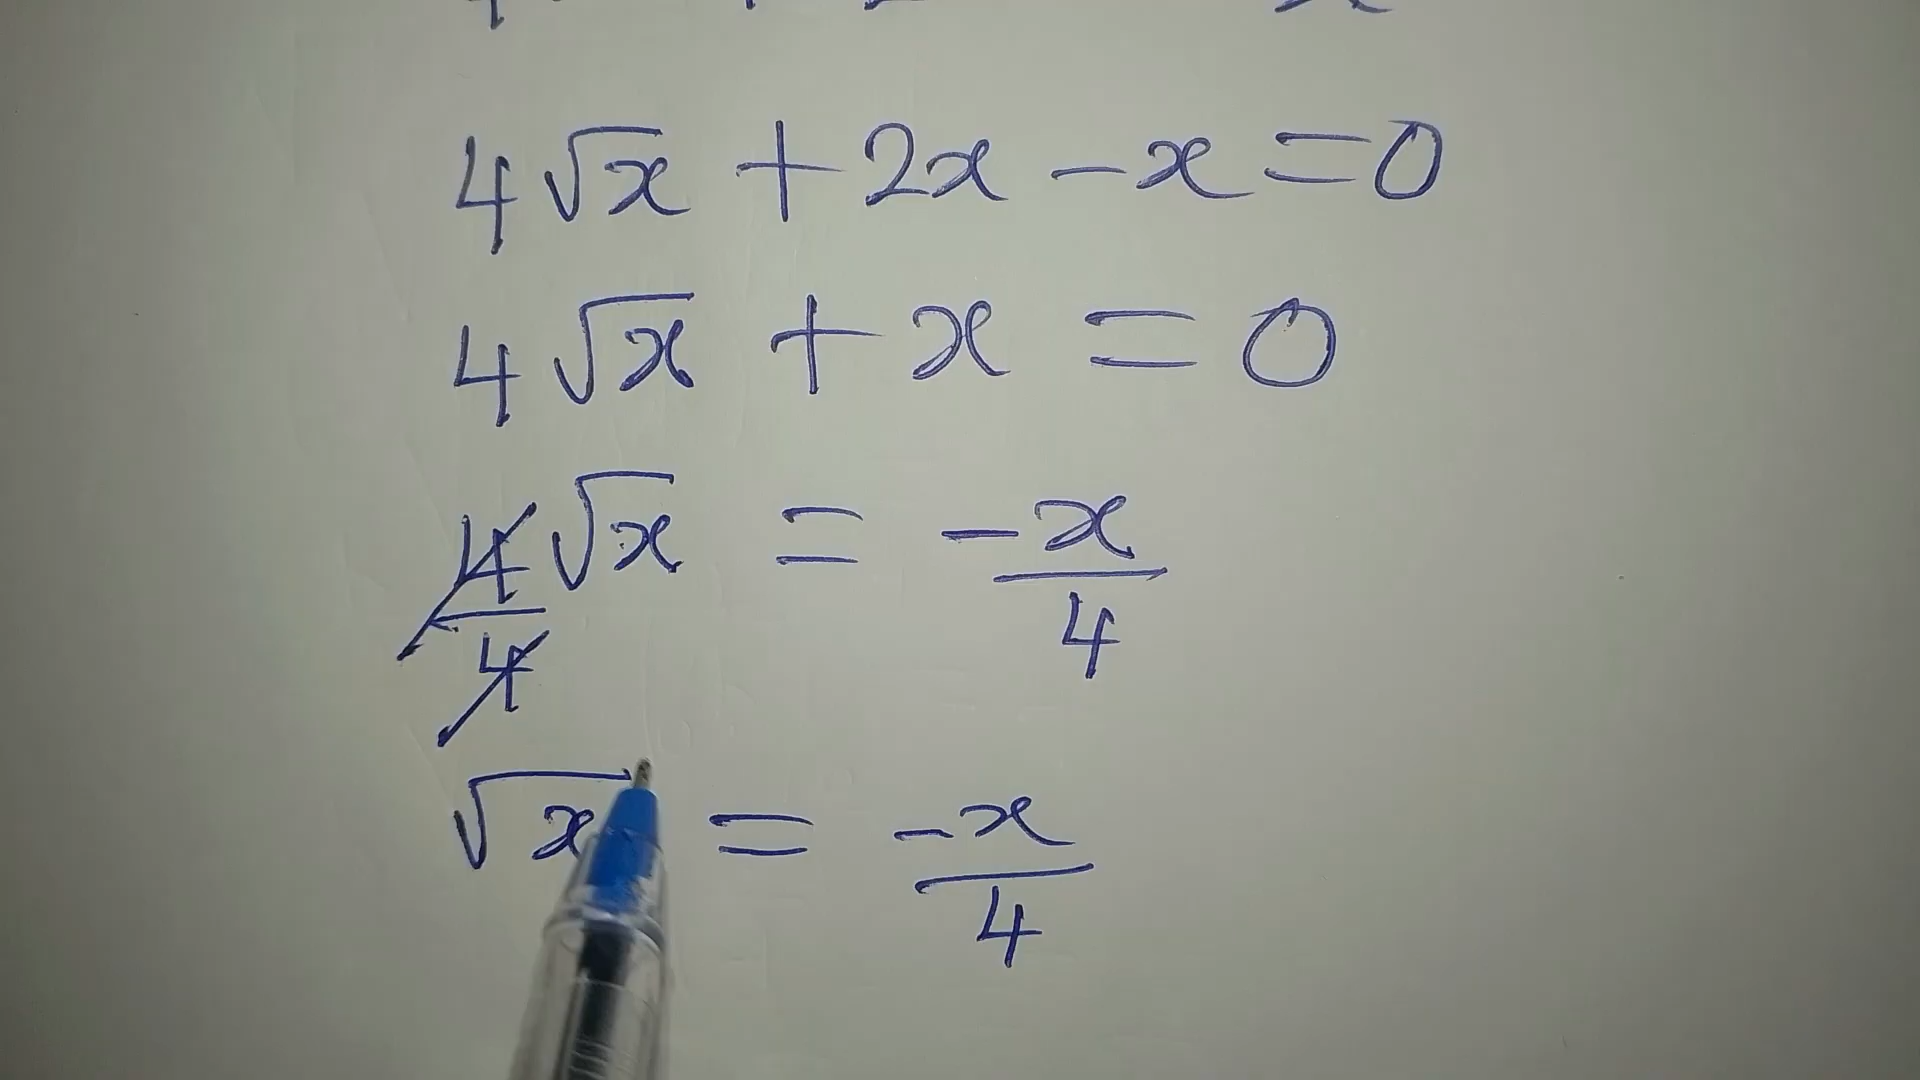 4√x + 2x - x = 0
4√x + x = 0
4√x/4 = -x/4
√x = -x/4